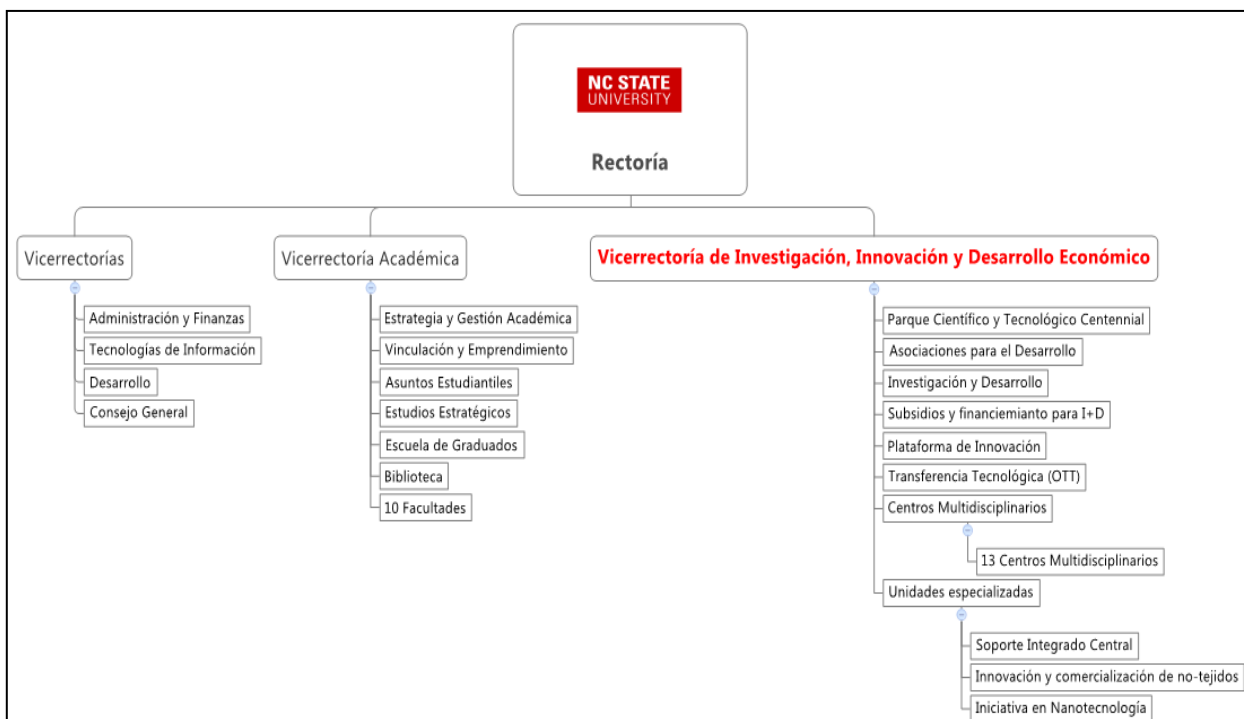 NC STATE
UNIVERSITY
Rectoría
Vicerrectorías
Administración y Finanzas
Tecnologías de Información
Desarrollo
Consejo General
Vicerrectoría Académica
Estrategia y Gestión Académica
Vinculación y Emprendimiento
Asuntos Estudiantiles
Estudios Estratégicos
Escuela de Graduados
Biblioteca
10 Facultades
Vicerrectoría de Investigación, Innovación y Desarrollo Económico
Parque Científico y Tecnológico Centennial
Asociaciones para el Desarrollo
Investigación y Desarrollo
Subsidios y financiemianto para I+D
Plataforma de Innovación
Transferencia Tecnológica (OTT)
Centros Multidisciplinarios
13 Centros Multidisciplinarios
Unidades especializadas
Soporte Integrado Central
Innovación y comercialización de no-tejidos
Iniciativa en Nanotecnología